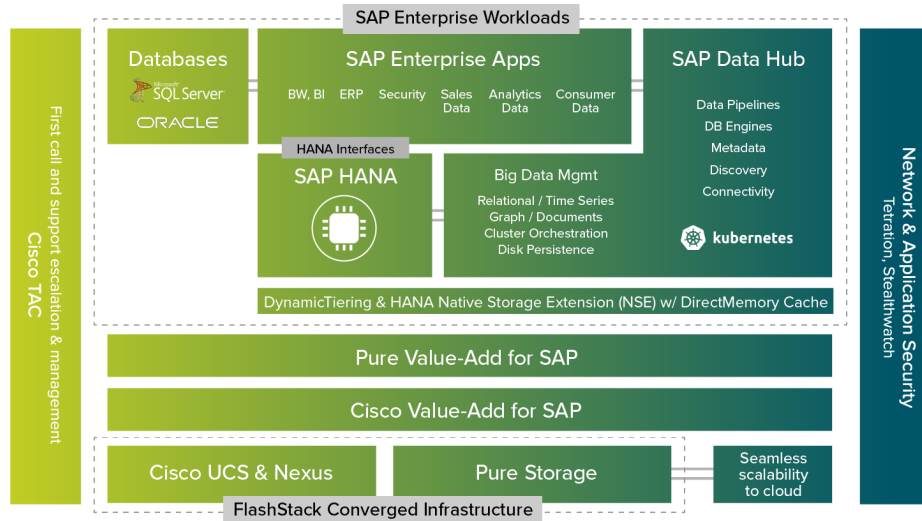 SAP Enterprise Workloads
First call and support escalation & management
Cisco TAC
Databases
Microsoft
SQL Server
ORACLE
SAP Enterprise Apps
BW, BI
ERP
Security
Sales
Data
Analytics
Data
Consumer
Data
SAP Data Hub
Data Pipelines
DB Engines
Metadata
Discovery
Connectivity
kubernetes
HANA Interfaces
SAP HANA
Big Data Mgmt
Relational / Time Series
Graph / Documents
Cluster Orchestration
Disk Persistence
DynamicTiering & HANA Native Storage Extension (NSE) w/ DirectMemory Cache
Pure Value-Add for SAP
Cisco Value-Add for SAP
Cisco UCS & Nexus
Pure Storage
Seamless
scalability
to cloud
FlashStack Converged Infrastructure
Network & Application Security
Tetration, Stealthwatch